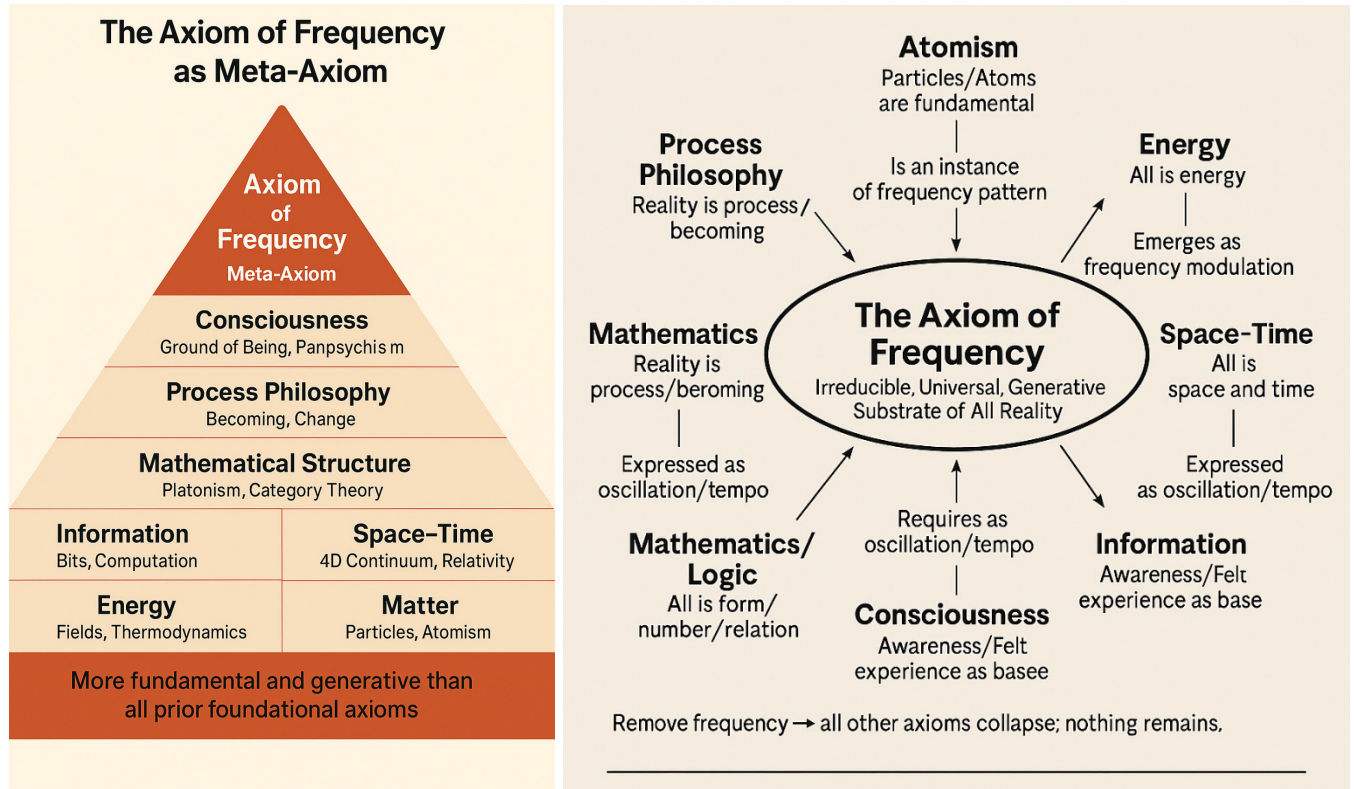 The Axiom of Frequency
as Meta-Axiom
Axiom
of
Frequency
Meta-Axiom
Consciousness
Ground of Being, Panpsychis m
Process Philosophy
Becoming, Change
Mathematical Structure
Platonism, Category Theory
Information
Bits, Computation
Space–Time
4D Continuum, Relativity
Energy
Fields, Thermodynamics
Matter
Particles, Atomism
More fundamental and generative than
all prior foundational axioms
Atomism
Particles/Atoms
are fundamental
Is an instance
of frequency pattern
Process
Philosophy
Reality is process/
becoming
Energy
All is energy
Emerges as
frequency modulation
The Axiom of
Frequency
Irreducible, Universal, Generative
Substrate of All Reality
Mathematics
Reality is
process/beroming
Expressed as
oscillation/tempo
Space-Time
All is
space and time
Expressed
as oscillation/tempo
Mathematics/
Logic
All is form/
number/relation
Requires as
oscillation/tempo
Consciousness
Awareness/Felt
experience as basee
Information
Awareness/Felt
experience as base
Remove frequency → all other axioms collapse; nothing remains.